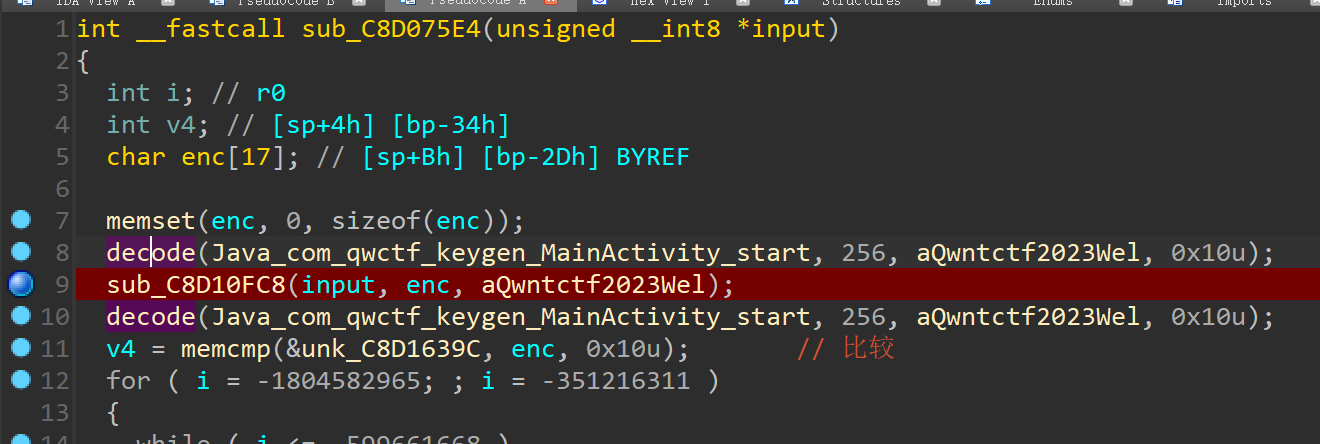 IDA View A Pseudocode B Pseudocode A Hex View 1 Structures Enums Imports
1 int __fastcall sub_C8D075E4(unsigned __int8 *input)
2 {
3 int i; // r0
4 int v4; // [sp+4h] [bp-34h]
5 char enc[17]; // [sp+Bh] [bp-2Dh] BYREF
6
7 memset(enc, 0, sizeof(enc));
8 decode(Java_com_qwctf_keygen_MainActivity_start, 256, aQwntctf2023Wel, 0x10u);
9 sub_C8D10FC8(input, enc, aQwntctf2023Wel);
10 decode(Java_com_qwctf_keygen_MainActivity_start, 256, aQwntctf2023Wel, 0x10u);
11 v4 = memcmp(&unk_C8D1639C, enc, 0x10u); // 比较
12 for ( i = -1804582965; ; i = -351216311 )
13 {
14 while ( i <= -599661668 )